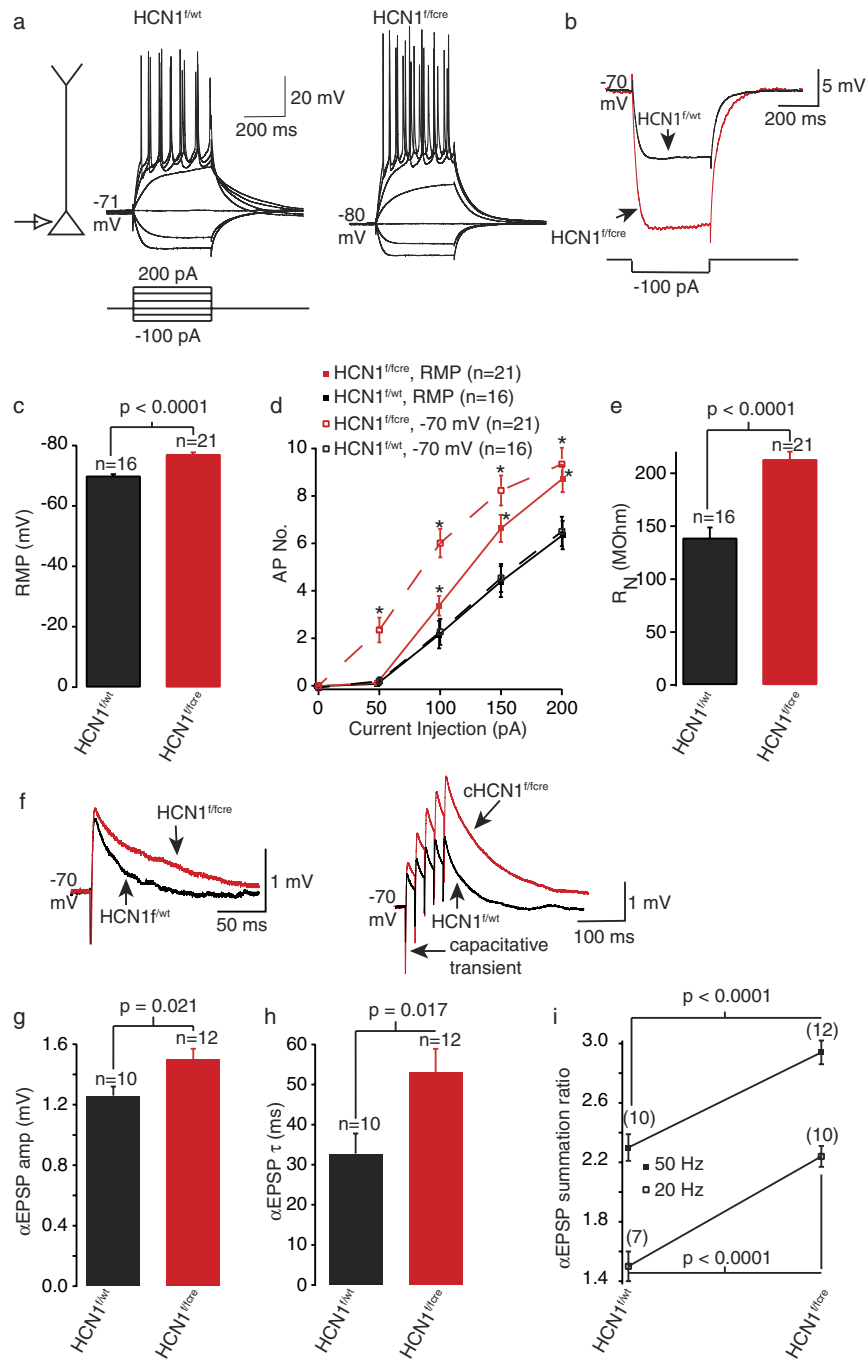 a
HCN1f/wt
HCN1f/fcre
20 mV
200 ms
-71
mV
-80
mV
200 pA
-100 pA
b
-70
mV
5 mV
200 ms
HCN1f/wt
HCN1f/fcre
-100 pA
c
p < 0.0001
n=16
n=21
-80
-60
-40
-20
0
RMP (mV)
HCN1f/wt
HCN1f/fcre
d
HCN1f/fcre, RMP (n=21)
HCN1f/wt, RMP (n=16)
HCN1f/fcre, -70 mV (n=21)
HCN1f/wt, -70 mV (n=16)
10
8
6
4
2
0
AP No.
* * * *
* * *
0 50 100 150 200
Current Injection (pA)
e
p < 0.0001
n=16
n=21
200
150
100
50
0
RN (MOhm)
HCN1f/wt
HCN1f/fcre
f
HCN1f/fcre
-70
mV
HCN1f/wt
1 mV
50 ms
cHCN1f/fcre
-70
mV
HCN1f/wt
capacitative
transient
1 mV
100 ms
g
p = 0.021
n=10
n=12
1.6
1.2
0.8
0.4
0.0
αEPSP amp (mV)
HCN1f/wt
HCN1f/fcre
h
p = 0.017
n=10
n=12
60
50
40
30
20
10
0
αEPSP τ (ms)
HCN1f/wt
HCN1f/fcre
i
p < 0.0001
(12)
(10)
(10)
(7)
50 Hz
20 Hz
p < 0.0001
3.0
2.6
2.2
1.8
1.4
αEPSP summation ratio
HCN1f/wt
HCN1f/fcre